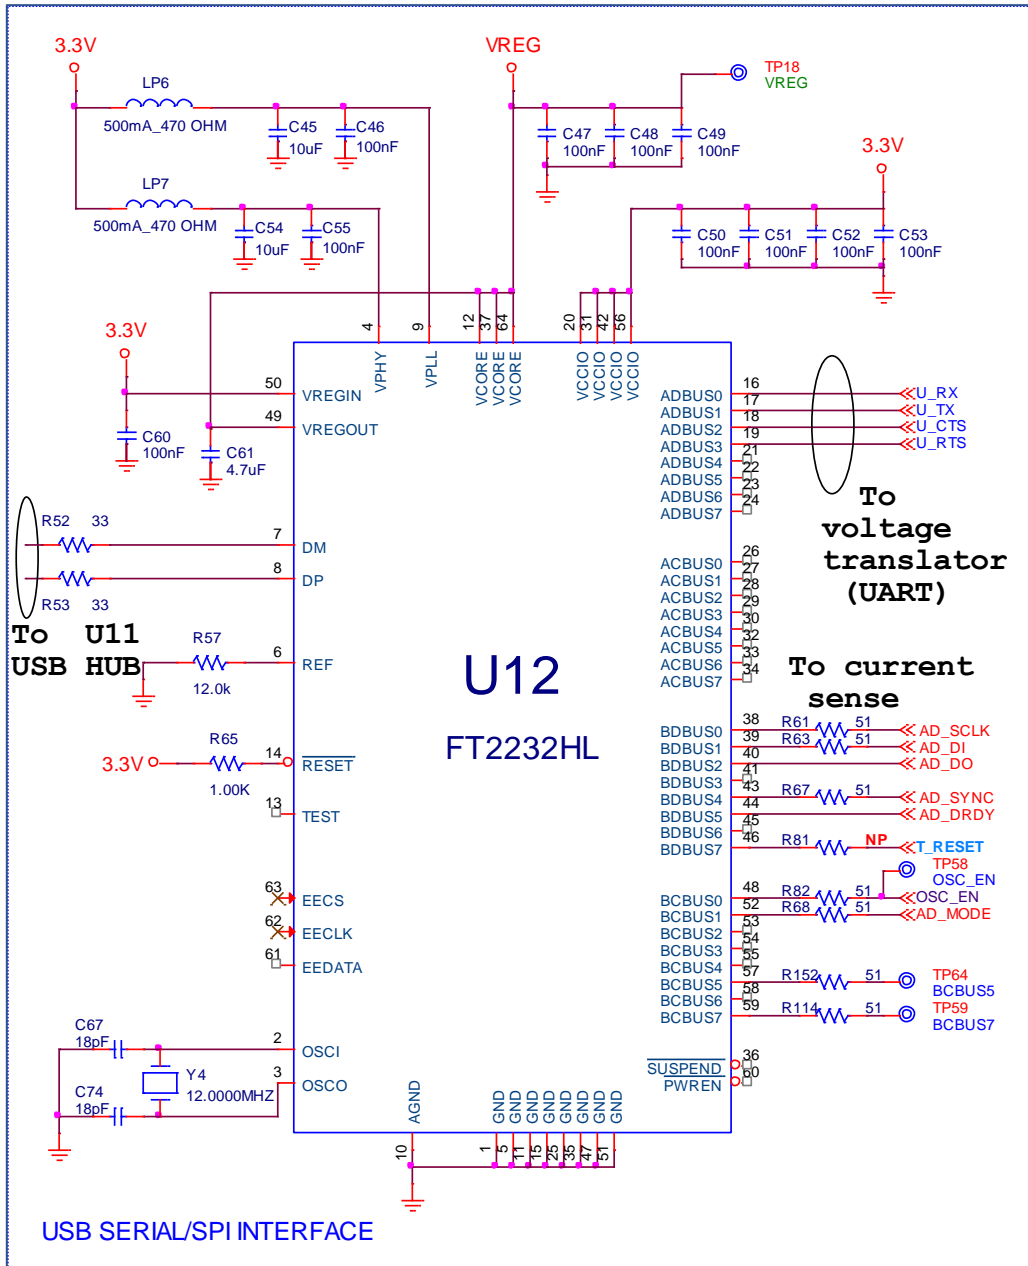 3.3V
LP6
500mA_470 OHM
C45
10uF
C46
100nF
LP7
500mA_470 OHM
C54
10uF
C55
100nF
VREG
TP18
VREG
C47
100nF
C48
100nF
C49
100nF
3.3V
C50
100nF
C51
100nF
C52
100nF
C53
100nF
3.3V
C60
100nF
C61
4.7uF
4 VPHY
9 VPLL
12 VCORE
37 VCORE
64 VCORE
20 VCCIO
31 VCCIO
42 VCCIO
56 VCCIO
50 VREGIN
49 VREGOUT
R52 33
7 DM
8 DP
R53 33
To U11
USB HUB
R57
12.0k
6 REF
3.3V
R65
1.00K
14 RESET
13 TEST
63 EECS
62 EECLK
61 EEDATA
C67
18pF
2 OSCI
3 OSCO
Y4
12.0000MHZ
C74
18pF
U12
FT2232HL
ADBUS0 16 U_RX
ADBUS1 17 U_TX
ADBUS2 18 U_CTS
ADBUS3 19 U_RTS
ADBUS4 21
ADBUS5 22
ADBUS6 23
ADBUS7 24
To
voltage
translator
(UART)
ACBUS0 26
ACBUS1 27
ACBUS2 28
ACBUS3 29
ACBUS4 30
ACBUS5 32
ACBUS6 33
ACBUS7 34
To current
sense
BDBUS0 38 R61 51 AD_SCLK
BDBUS1 39 R63 51 AD_DI
BDBUS2 40 AD_DO
BDBUS3 41
BDBUS4 43 R67 51 AD_SYNC
BDBUS5 44 AD_DRDY
BDBUS6 45
BDBUS7 46 R81 NP T_RESET
TP58
OSC_EN
BCBUS0 48 R82 51 OSC_EN
BCBUS1 52 R68 51 AD_MODE
BCBUS2 53
BCBUS3 54
BCBUS4 55
BCBUS5 57 R152 51 TP64
BCBUS5
BCBUS6 58
BCBUS7 59 R114 51 TP59
BCBUS7
SUSPEND 36
PWREN 60
AGND 10
GND 1
GND 5
GND 11
GND 15
GND 25
GND 35
GND 47
GND 51
USB SERIAL/SPI INTERFACE